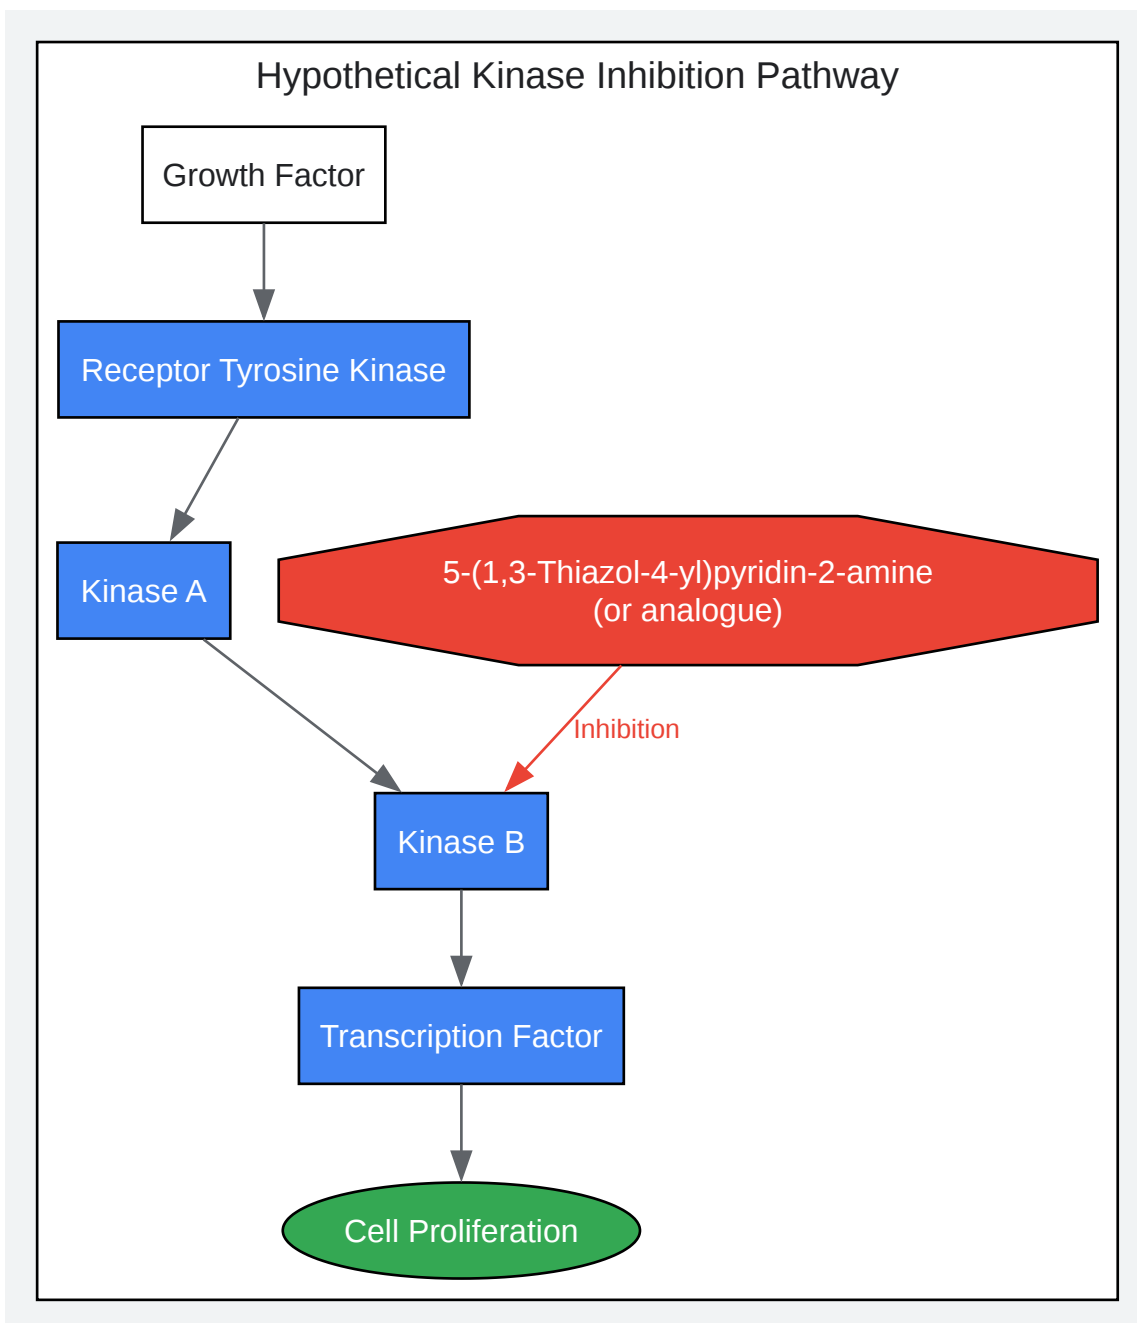 Hypothetical Kinase Inhibition Pathway
Growth Factor
Receptor Tyrosine Kinase
Kinase A
5-(1,3-Thiazol-4-yl)pyridin-2-amine
(or analogue)
Inhibition
Kinase B
Transcription Factor
Cell Proliferation